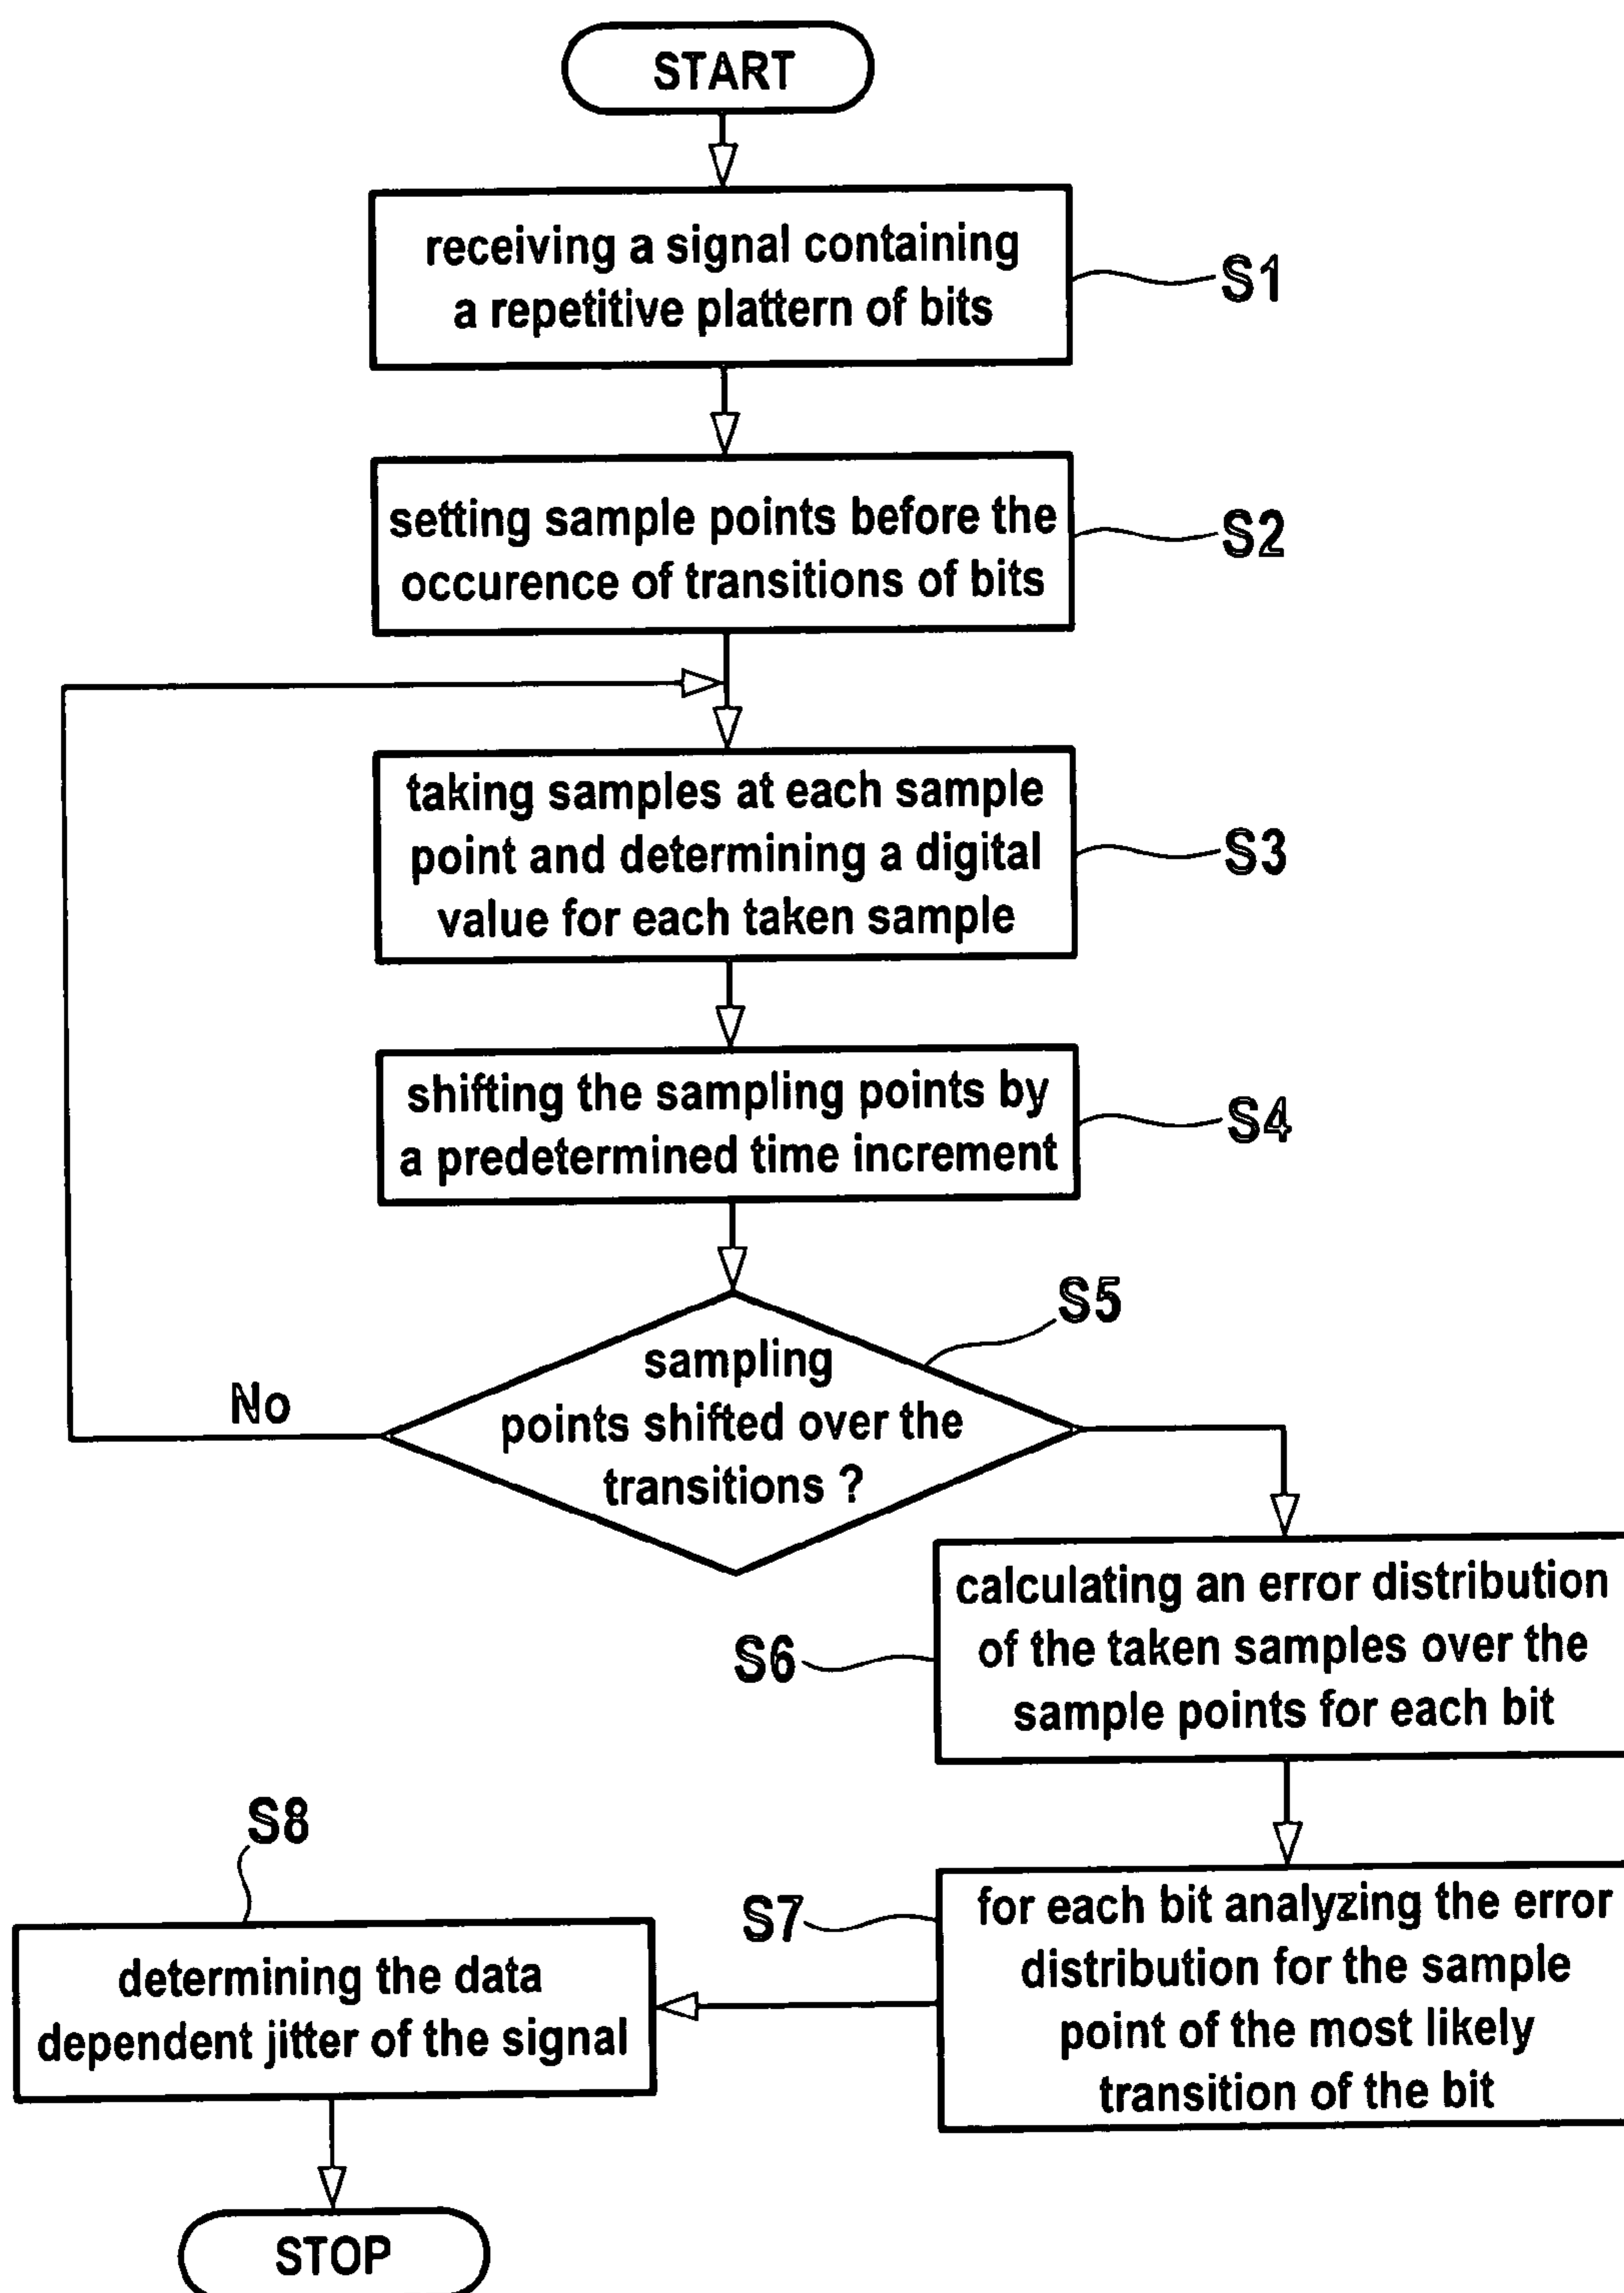 START
receiving a signal containing
a repetitive plattern of bits
S1
setting sample points before the
occurence of transitions of bits
S2
taking samples at each sample
point and determining a digital
value for each taken sample
S3
shifting the sampling points by
a predetermined time increment
S4
S5
sampling
points shifted over the
transitions ?
No
calculating an error distribution
of the taken samples over the
sample points for each bit
S6
for each bit analyzing the error
distribution for the sample
point of the most likely
transition of the bit
S7
S8
determining the data
dependent jitter of the signal
STOP